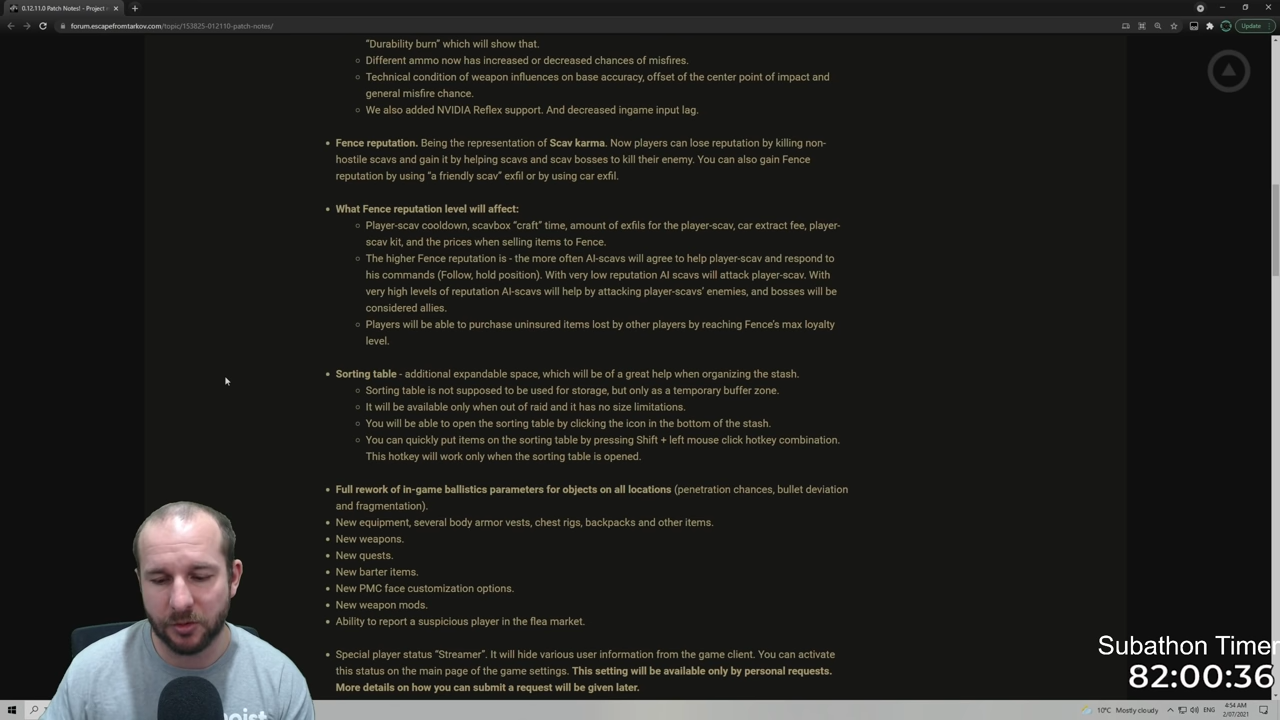 0.12.11.0 Patch Notes! - Project
forum.escapefromtarkov.com/topic/153825-012110-patch-notes/
Update
"Durability burn" which will show that.
Different ammo now has increased or decreased chances of misfires.
Technical condition of weapon influences on base accuracy, offset of the center point of impact and
general misfire chance.
We also added NVIDIA Reflex support. And decreased ingame input lag.
Fence reputation. Being the representation of Scav karma. Now players can lose reputation by killing non-
hostile scavs and gain it by helping scavs and scav bosses to kill their enemy. You can also gain Fence
reputation by using "a friendly scav" exfil or by using car exfil.
What Fence reputation level will affect:
Player-scav cooldown, scavbox "craft" time, amount of exfils for the player-scav, car extract fee, player-
scav kit, and the prices when selling items to Fence.
The higher Fence reputation is - the more often AI-scavs will agree to help player-scav and respond to
his commands (Follow, hold position). With very low reputation AI scavs will attack player-scav. With
very high levels of reputation AI-scavs will help by attacking player-scavs' enemies, and bosses will be
considered allies.
Players will be able to purchase uninsured items lost by other players by reaching Fence's max loyalty
level.
Sorting table - additional expandable space, which will be of a great help when organizing the stash.
Sorting table is not supposed to be used for storage, but only as a temporary buffer zone.
It will be available only when out of raid and it has no size limitations.
You will be able to open the sorting table by clicking the icon in the bottom of the stash.
You can quickly put items on the sorting table by pressing Shift + left mouse click hotkey combination.
This hotkey will work only when the sorting table is opened.
Full rework of in-game ballistics parameters for objects on all locations (penetration chances, bullet deviation
and fragmentation).
New equipment, several body armor vests, chest rigs, backpacks and other items.
New weapons.
New quests.
New barter items.
New PMC face customization options.
New weapon mods.
Ability to report a suspicious player in the flea market.
Special player status "Streamer". It will hide various user information from the game client. You can activate
this status on the main page of the game settings. This setting will be available only by personal requests.
More details on how you can submit a request will be given later.
Subathon Timer
82:00:36
10°C Mostly cloudy
ENG
4:54 AM
2/07/2021